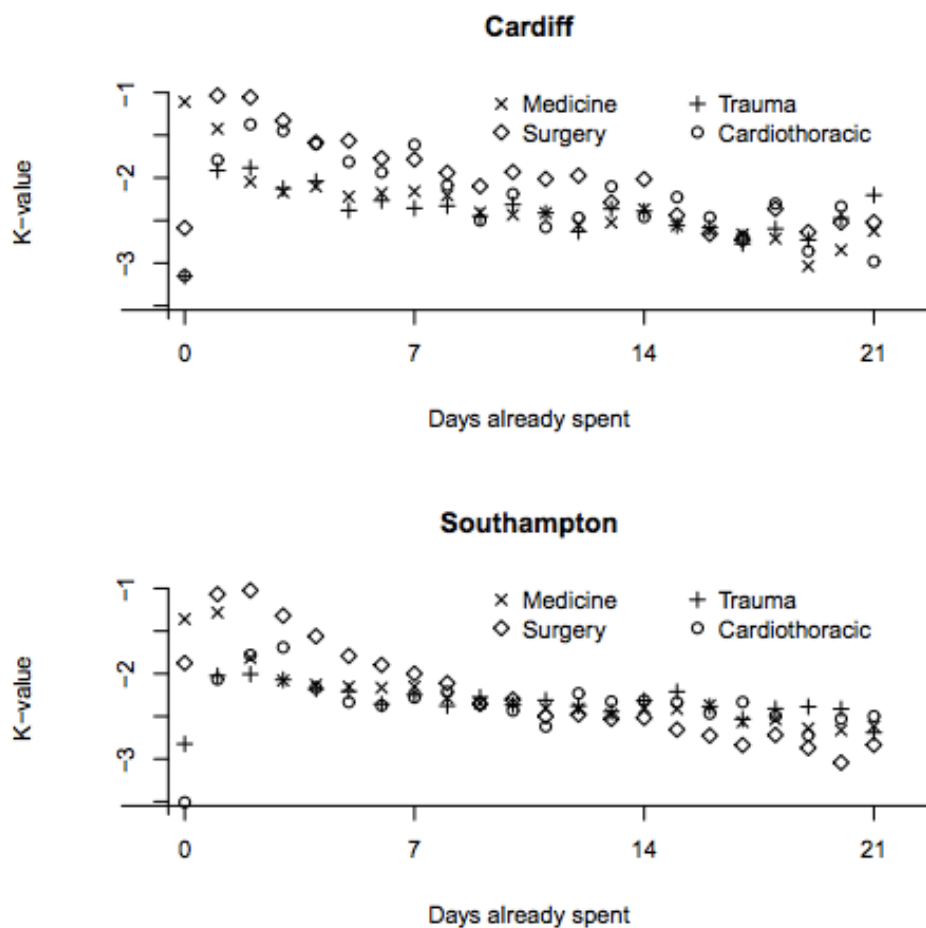 Cardiff
× Medicine + Trauma
◇ Surgery ○ Cardiothoracic
K−value
−1
−2
−3
0 7 14 21
Days already spent
Southampton
× Medicine + Trauma
◇ Surgery ○ Cardiothoracic
K−value
−1
−2
−3
0 7 14 21
Days already spent